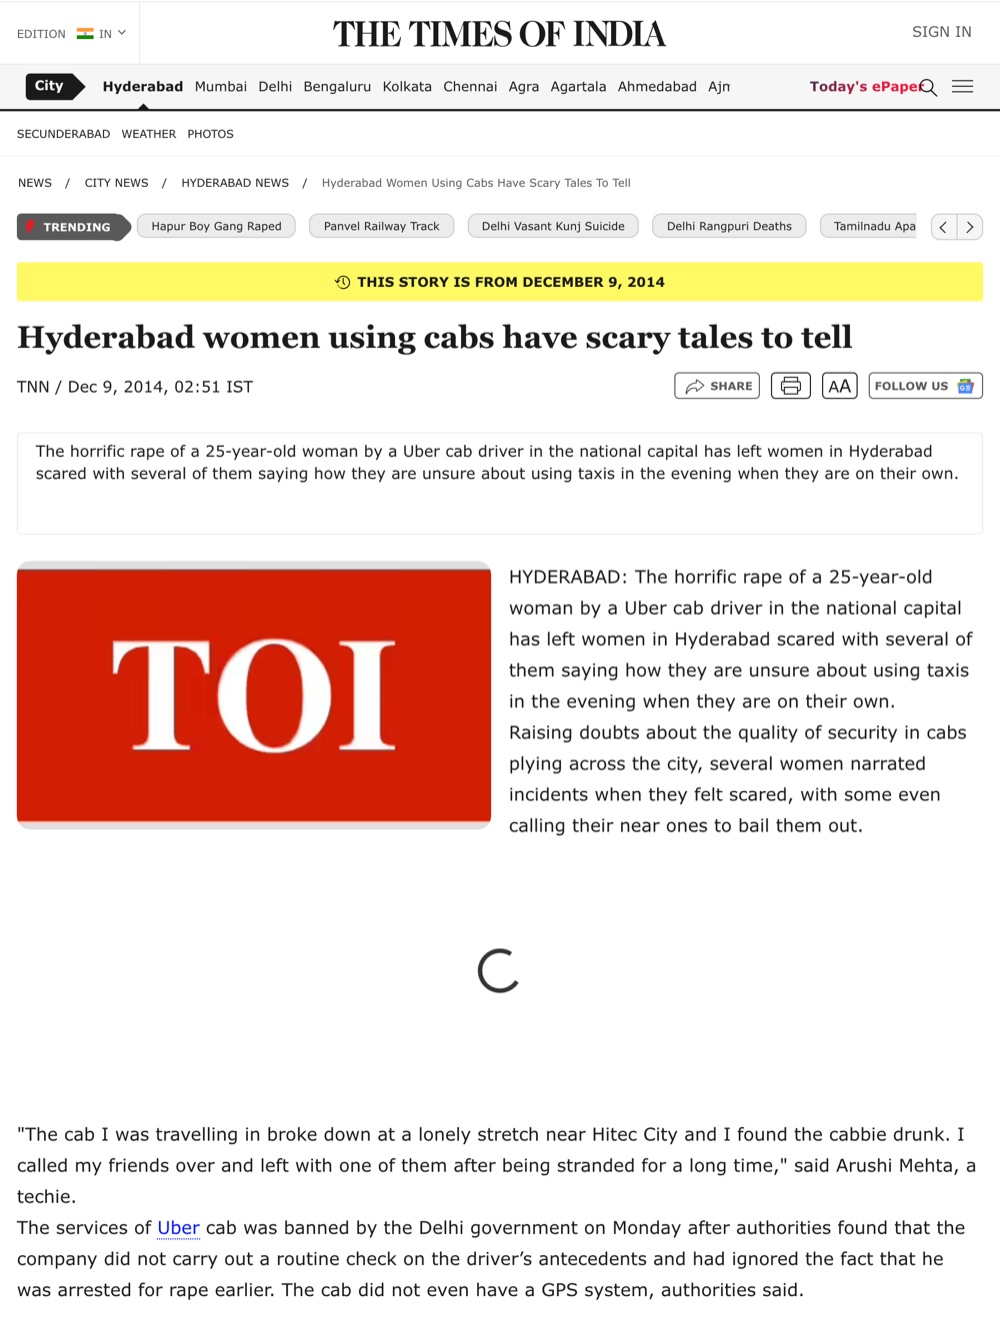 EDITION IN
THE TIMES OF INDIA
SIGN IN
City Hyderabad Mumbai Delhi Bengaluru Kolkata Chennai Agra Agartala Ahmedabad Ajn Today's ePaper
SECUNDERABAD WEATHER PHOTOS
NEWS / CITY NEWS / HYDERABAD NEWS / Hyderabad Women Using Cabs Have Scary Tales To Tell
TRENDING Hapur Boy Gang Raped Panvel Railway Track Delhi Vasant Kunj Suicide Delhi Rangpuri Deaths Tamilnadu Apa
THIS STORY IS FROM DECEMBER 9, 2014
Hyderabad women using cabs have scary tales to tell
TNN / Dec 9, 2014, 02:51 IST
SHARE AA FOLLOW US
The horrific rape of a 25-year-old woman by a Uber cab driver in the national capital has left women in Hyderabad
scared with several of them saying how they are unsure about using taxis in the evening when they are on their own.
TOI
HYDERABAD: The horrific rape of a 25-year-old
woman by a Uber cab driver in the national capital
has left women in Hyderabad scared with several of
them saying how they are unsure about using taxis
in the evening when they are on their own.
Raising doubts about the quality of security in cabs
plying across the city, several women narrated
incidents when they felt scared, with some even
calling their near ones to bail them out.
"The cab I was travelling in broke down at a lonely stretch near Hitec City and I found the cabbie drunk. I
called my friends over and left with one of them after being stranded for a long time," said Arushi Mehta, a
techie.
The services of Uber cab was banned by the Delhi government on Monday after authorities found that the
company did not carry out a routine check on the driver’s antecedents and had ignored the fact that he
was arrested for rape earlier. The cab did not even have a GPS system, authorities said.